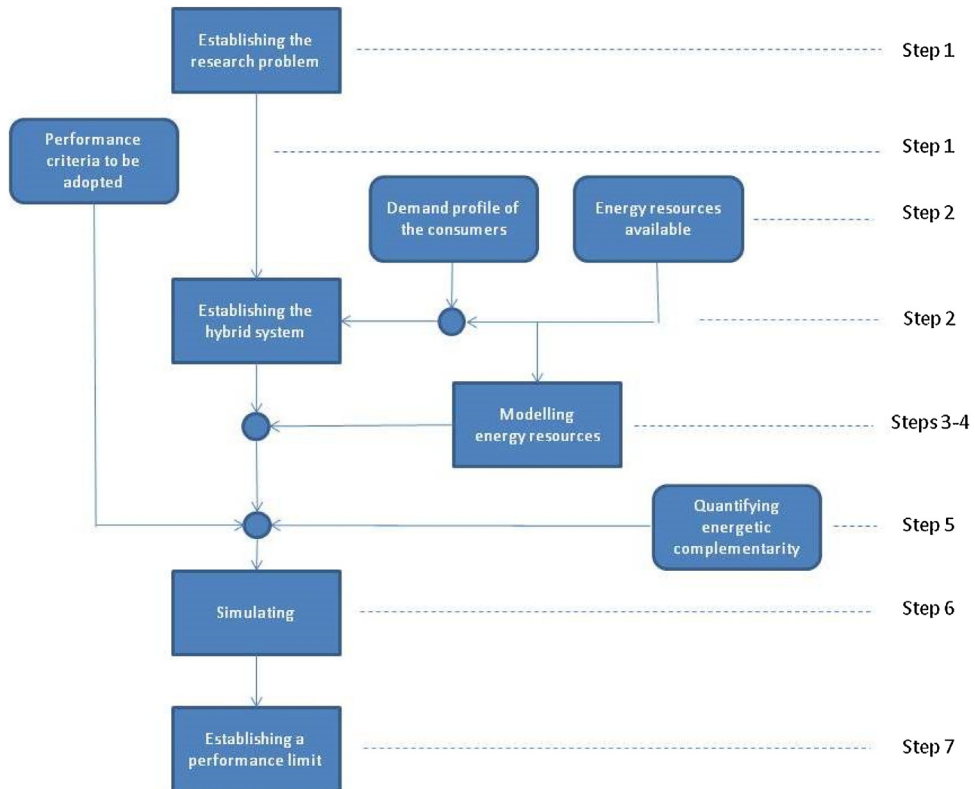 Establishing the
research problem
Step 1
Performance
criteria to be
adopted
Step 1
Demand profile of
the consumers
Energy resources
available
Step 2
Establishing the
hybrid system
Step 2
Modelling
energy resources
Steps 3-4
Quantifying
energetic
complementarity
Step 5
Simulating
Step 6
Establishing a
performance limit
Step 7